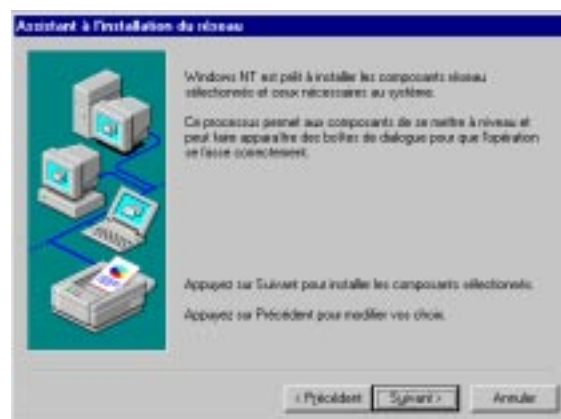 Assistant à l'installation du réseau
Windows NT est prêt à installer les composants réseau
sélectionnés et ceux nécessaires au système.
Ce processus permet aux composants de se mettre à niveau et
peut faire apparaître des boîtes de dialogue pour que l'opération
se fasse correctement.
Appuyez sur Suivant pour installer les composants sélectionnés.
Appuyez sur Précédent pour modifier vos choix.
< Précédent
Suivant >
Annuler